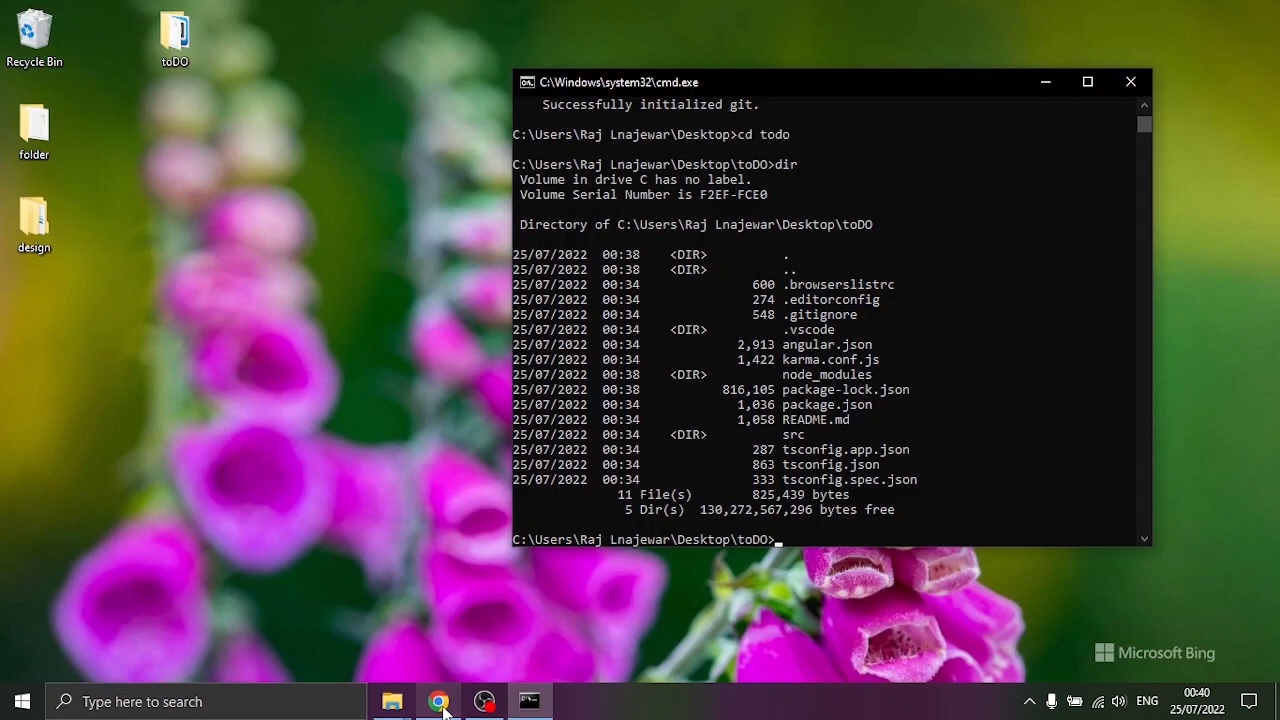 Recycle Bin
toDO
folder
design
C:\Windows\system32\cmd.exe
Successfully initialized git.
C:\Users\Raj Lnajewar\Desktop>cd todo
C:\Users\Raj Lnajewar\Desktop\toDO>dir
Volume in drive C has no label.
Volume Serial Number is F2EF-FCE0
Directory of C:\Users\Raj Lnajewar\Desktop\toDO
25/07/2022  00:38    <DIR>          .
25/07/2022  00:38    <DIR>          ..
25/07/2022  00:34               600 .browserslistrc
25/07/2022  00:34               274 .editorconfig
25/07/2022  00:34               548 .gitignore
25/07/2022  00:34    <DIR>          .vscode
25/07/2022  00:34             2,913 angular.json
25/07/2022  00:34             1,422 karma.conf.js
25/07/2022  00:38    <DIR>          node_modules
25/07/2022  00:38           816,105 package-lock.json
25/07/2022  00:34             1,036 package.json
25/07/2022  00:34             1,058 README.md
25/07/2022  00:34    <DIR>          src
25/07/2022  00:34               287 tsconfig.app.json
25/07/2022  00:34               863 tsconfig.json
25/07/2022  00:34               333 tsconfig.spec.json
11 File(s)        825,439 bytes
5 Dir(s)  130,272,567,296 bytes free
C:\Users\Raj Lnajewar\Desktop\toDO>
Microsoft Bing
Type here to search
ENG
00:40
25/07/2022